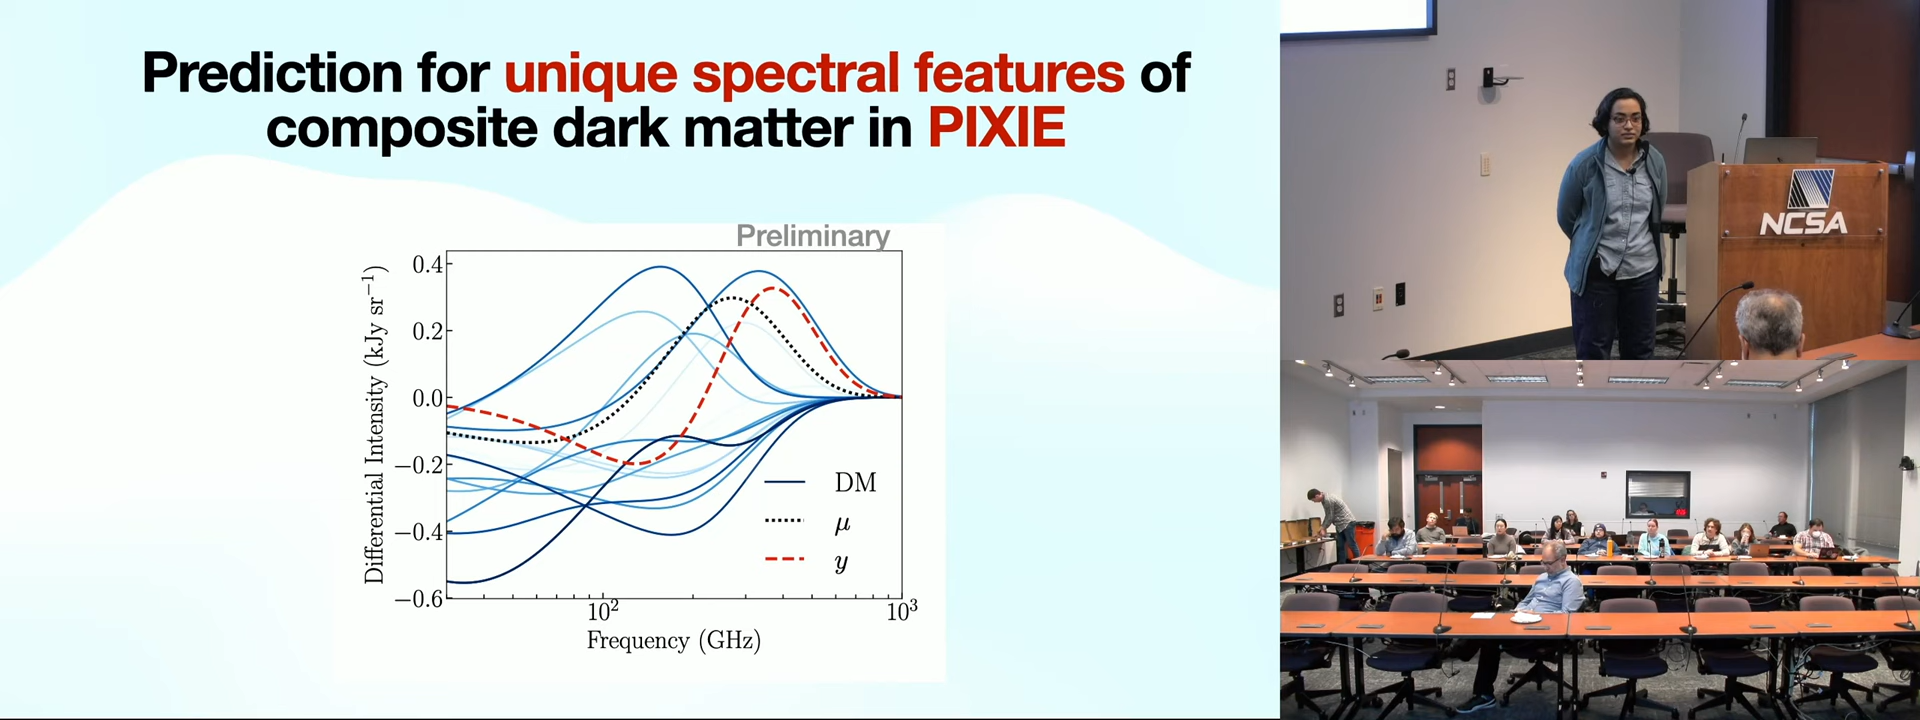 Prediction for unique spectral features of
composite dark matter in PIXIE
Preliminary
Differential Intensity (kJy sr⁻¹)
0.4
0.2
0.0
−0.2
−0.4
−0.6
DM
μ
y
10²
10³
Frequency (GHz)
NCSA